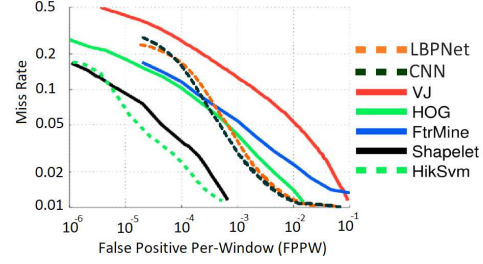 0.5
0.2
0.1
0.05
0.02
0.01
Miss Rate
10-6
10-5
10-4
10-3
10-2
10-1
False Positive Per-Window (FPPW)
LBPNet
CNN
VJ
HOG
FtrMine
Shapelet
HikSvm